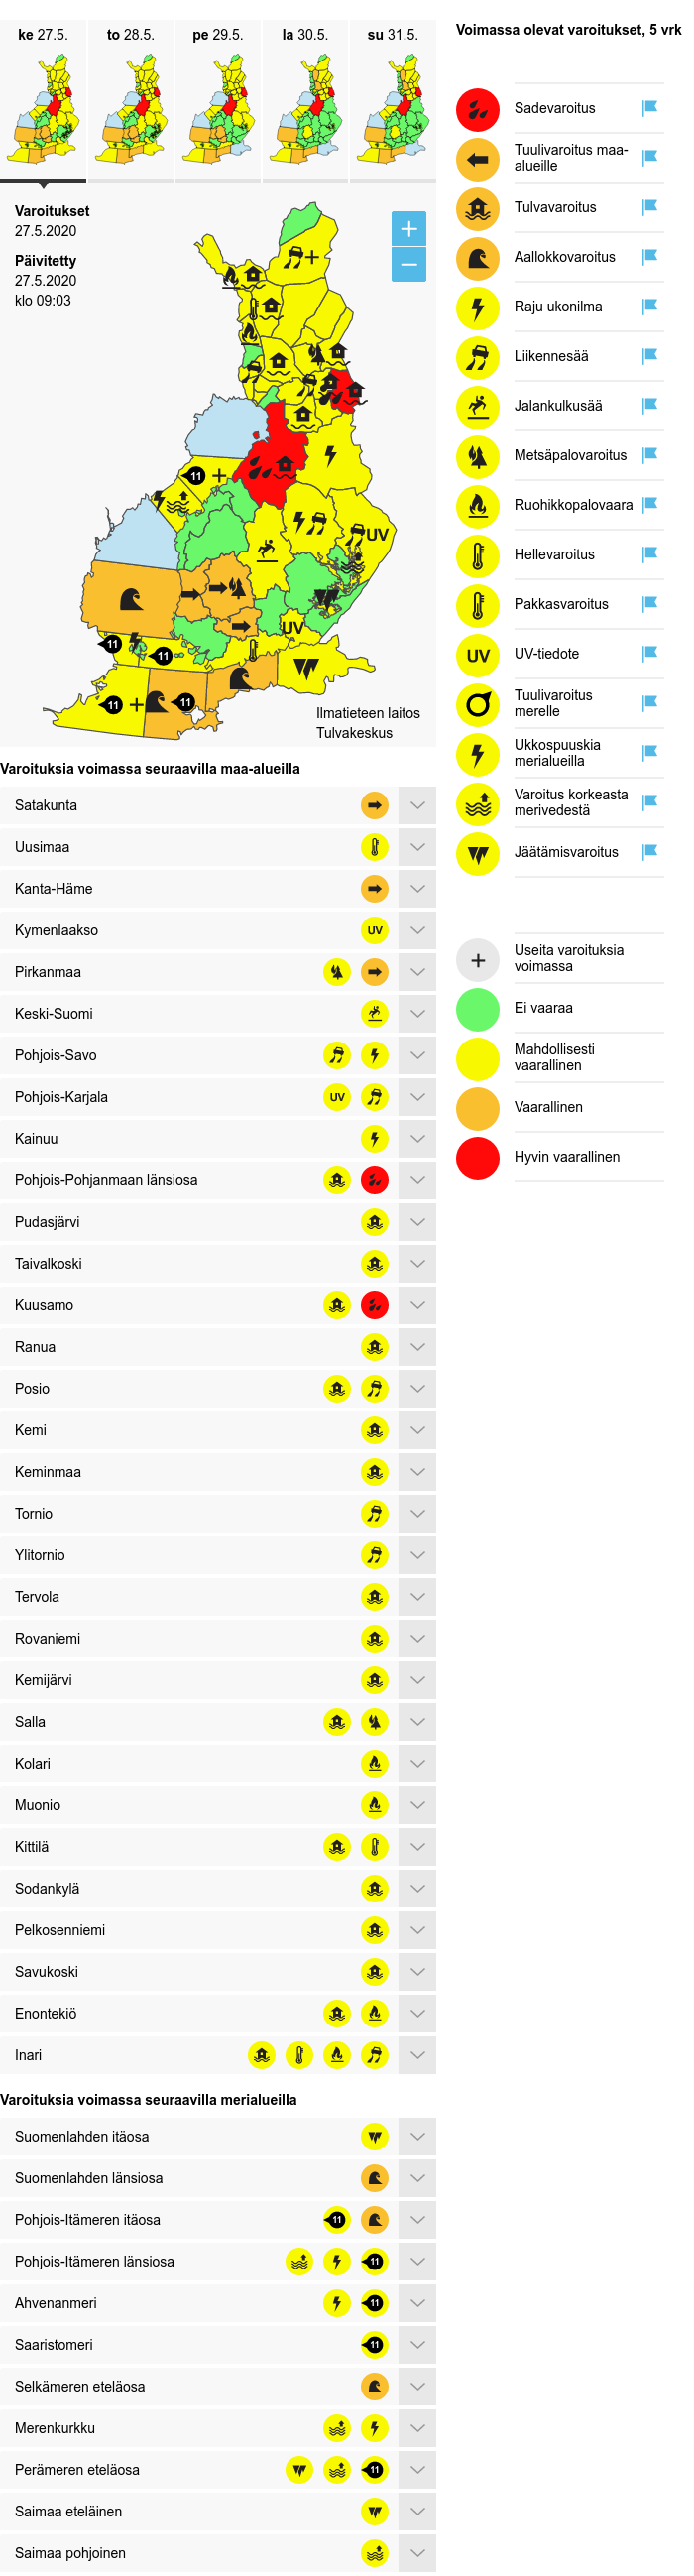 ke 27.5.
to 28.5.
pe 29.5.
la 30.5.
su 31.5.
Varoitukset
27.5.2020
Päivitetty
27.5.2020
klo 09:03
+
−
+
11
+
UV
UV
11
11
11
+
11
Ilmatieteen laitos
Tulvakeskus
Varoituksia voimassa seuraavilla maa-alueilla
Satakunta
Uusimaa
Kanta-Häme
Kymenlaakso UV
Pirkanmaa
Keski-Suomi
Pohjois-Savo
Pohjois-Karjala UV
Kainuu
Pohjois-Pohjanmaan länsiosa
Pudasjärvi
Taivalkoski
Kuusamo
Ranua
Posio
Kemi
Keminmaa
Tornio
Ylitornio
Tervola
Rovaniemi
Kemijärvi
Salla
Kolari
Muonio
Kittilä
Sodankylä
Pelkosenniemi
Savukoski
Enontekiö
Inari
Varoituksia voimassa seuraavilla merialueilla
Suomenlahden itäosa
Suomenlahden länsiosa
Pohjois-Itämeren itäosa 11
Pohjois-Itämeren länsiosa 11
Ahvenanmeri 11
Saaristomeri 11
Selkämeren eteläosa
Merenkurkku
Perämeren eteläosa 11
Saimaa eteläinen
Saimaa pohjoinen
Voimassa olevat varoitukset, 5 vrk
Sadevaroitus
Tuulivaroitus maa-
alueille
Tulvavaroitus
Aallokkovaroitus
Raju ukonilma
Liikennesää
Jalankulkusää
Metsäpalovaroitus
Ruohikkopalovaara
Hellevaroitus
Pakkasvaroitus
UV UV-tiedote
Tuulivaroitus
merelle
Ukkospuuskia
merialueilla
Varoitus korkeasta
merivedestä
Jäätämisvaroitus
+ Useita varoituksia
voimassa
Ei vaaraa
Mahdollisesti
vaarallinen
Vaarallinen
Hyvin vaarallinen